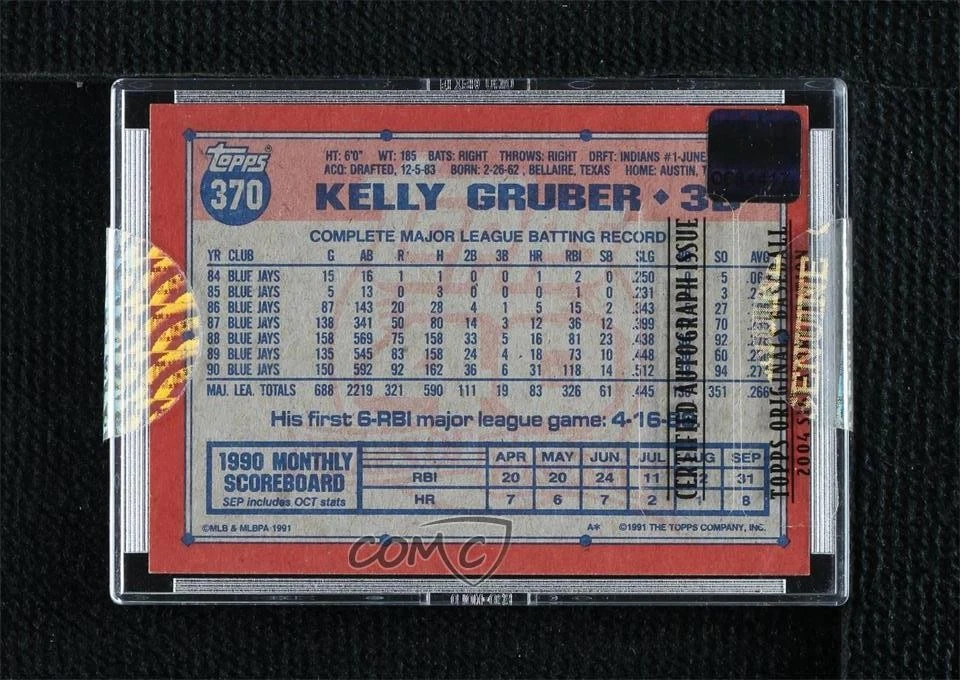 TOPPS
370
HT: 6'0" WT: 185 BATS: RIGHT THROWS: RIGHT DRFT: INDIANS #1-JUNE
ACQ: DRAFTED, 12-5-83 BORN: 2-26-62, BELLAIRE, TEXAS HOME: AUSTIN,
KELLY GRUBER ◆ 3B
COMPLETE MAJOR LEAGUE BATTING RECORD
YR CLUB G AB R H 2B 3B HR RBI SB SLG SO AVG
84 BLUE JAYS 15 16 1 1 0 0 1 2 0 .250 5
85 BLUE JAYS 5 13 0 3 0 0 0 1 0 .231 3
86 BLUE JAYS 87 143 20 28 4 1 5 15 2 .343 27
87 BLUE JAYS 138 341 50 80 14 3 12 36 12 .399 70
88 BLUE JAYS 158 569 75 158 33 5 16 81 23 .438 92
89 BLUE JAYS 135 545 83 158 24 3 18 73 10 .448 60
90 BLUE JAYS 150 592 92 162 36 6 31 118 14 .512 94
MAJ. LEA. TOTALS 688 2219 321 590 111 19 83 326 61 .445 351 .266
His first 6-RBI major league game: 4-16-
1990 MONTHLY
SCOREBOARD
SEP includes OCT stats
APR MAY JUN JUL AUG SEP
RBI 20 20 24 11 31
HR 7 6 7 2 8
©MLB & MLBPA 1991
A*
©1991 THE TOPPS COMPANY, INC.
CERTIFIED AUTOGRAPH ISSUE
TOPPS ORIGINALS BASEBALL
2004
GENUINE
COMC